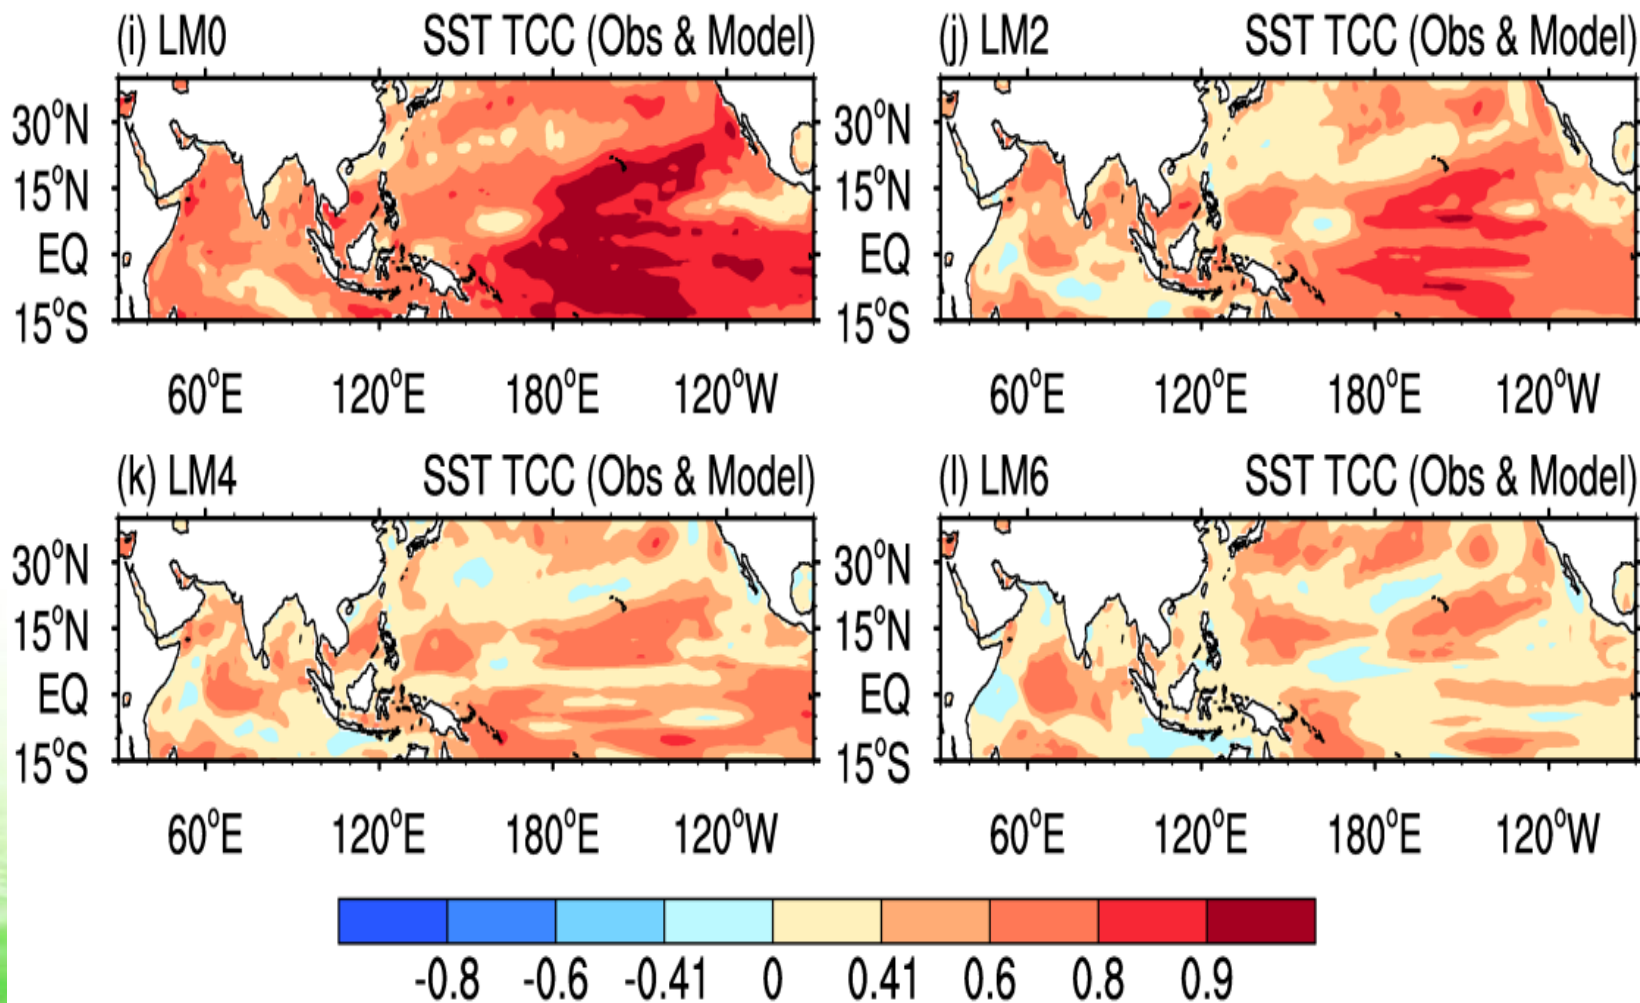 (i) LM0 SST TCC (Obs & Model)
(j) LM2 SST TCC (Obs & Model)
30°N
15°N
EQ
15°S
30°N
15°N
EQ
15°S
60°E 120°E 180°E 120°W
60°E 120°E 180°E 120°W
(k) LM4 SST TCC (Obs & Model)
(l) LM6 SST TCC (Obs & Model)
30°N
15°N
EQ
15°S
30°N
15°N
EQ
15°S
60°E 120°E 180°E 120°W
60°E 120°E 180°E 120°W
-0.8 -0.6 -0.41 0 0.41 0.6 0.8 0.9